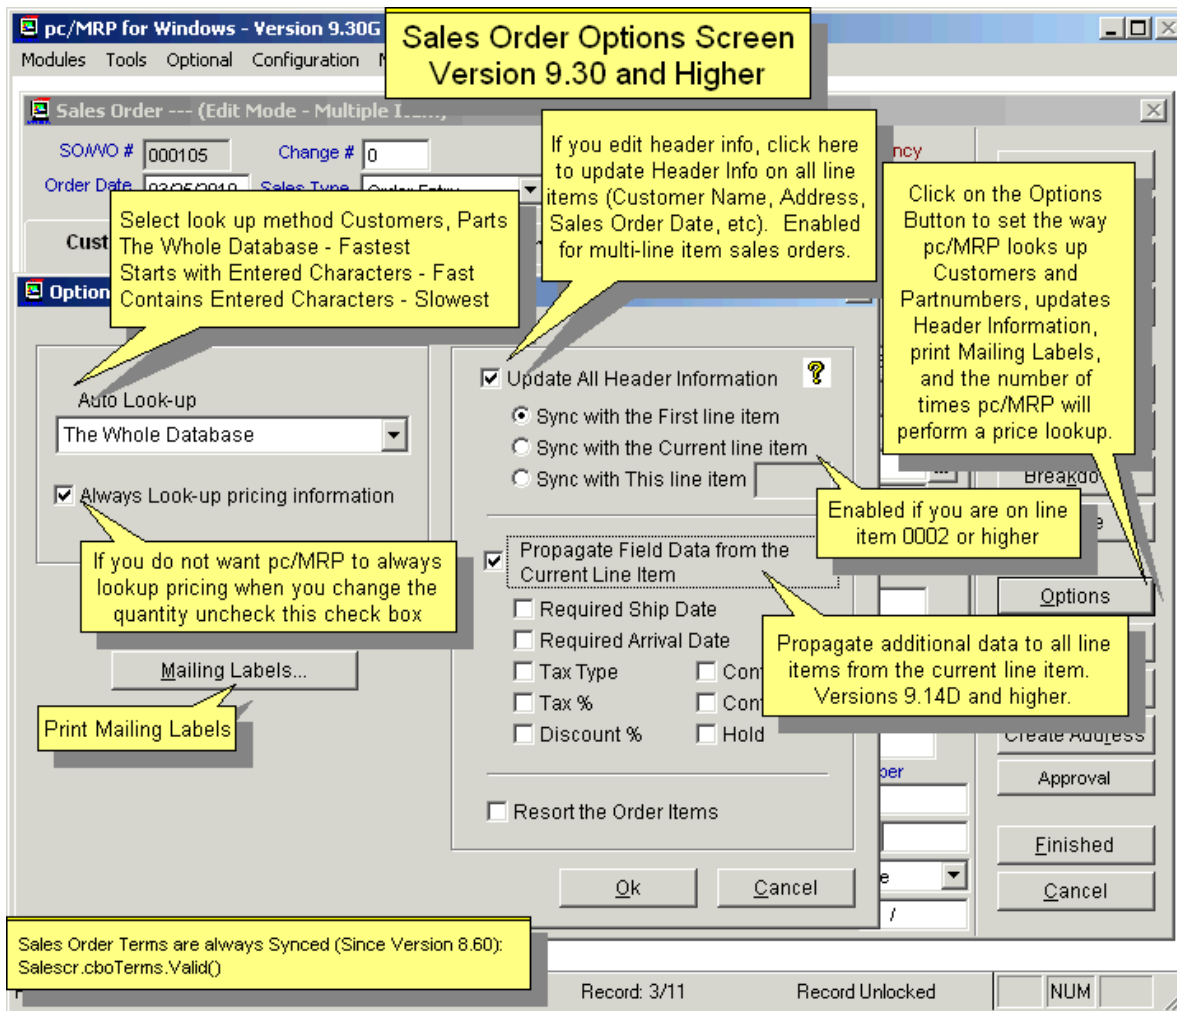 pc/MRP for Windows - Version 9.30G
Sales Order Options Screen
Version 9.30 and Higher
Modules Tools Optional Configuration
Sales Order --- (Edit Mode - Multiple
SO/WO # 000105 Change # 0
Order Date 03/25/2010 Sales Type Order Entry
If you edit header info, click here
to update Header Info on all line
items (Customer Name, Address,
Sales Order Date, etc). Enabled
for multi-line item sales orders.
Click on the Options
Button to set the way
pc/MRP looks up
Customers and
Partnumbers, updates
Header Information,
print Mailing Labels,
and the number of
times pc/MRP will
perform a price lookup.
Select look up method Customers, Parts
The Whole Database - Fastest
Starts with Entered Characters - Fast
Contains Entered Characters - Slowest
Auto Look-up
The Whole Database
Always Look-up pricing information
If you do not want pc/MRP to always
lookup pricing when you change the
quantity uncheck this check box
Mailing Labels...
Print Mailing Labels
Update All Header Information ?
Sync with the First line item
Sync with the Current line item
Sync with This line item
Enabled if you are on line
item 0002 or higher
Propagate Field Data from the
Current Line Item
Required Ship Date
Required Arrival Date
Tax Type
Tax %
Discount % Hold
Propagate additional data to all line
items from the current line item.
Versions 9.14D and higher.
Resort the Order Items
Ok Cancel
Options
Create Address
Approval
Finished
Cancel
Sales Order Terms are always Synced (Since Version 8.60):
Salescr.cboTerms.Valid()
Record: 3/11 Record Unlocked NUM